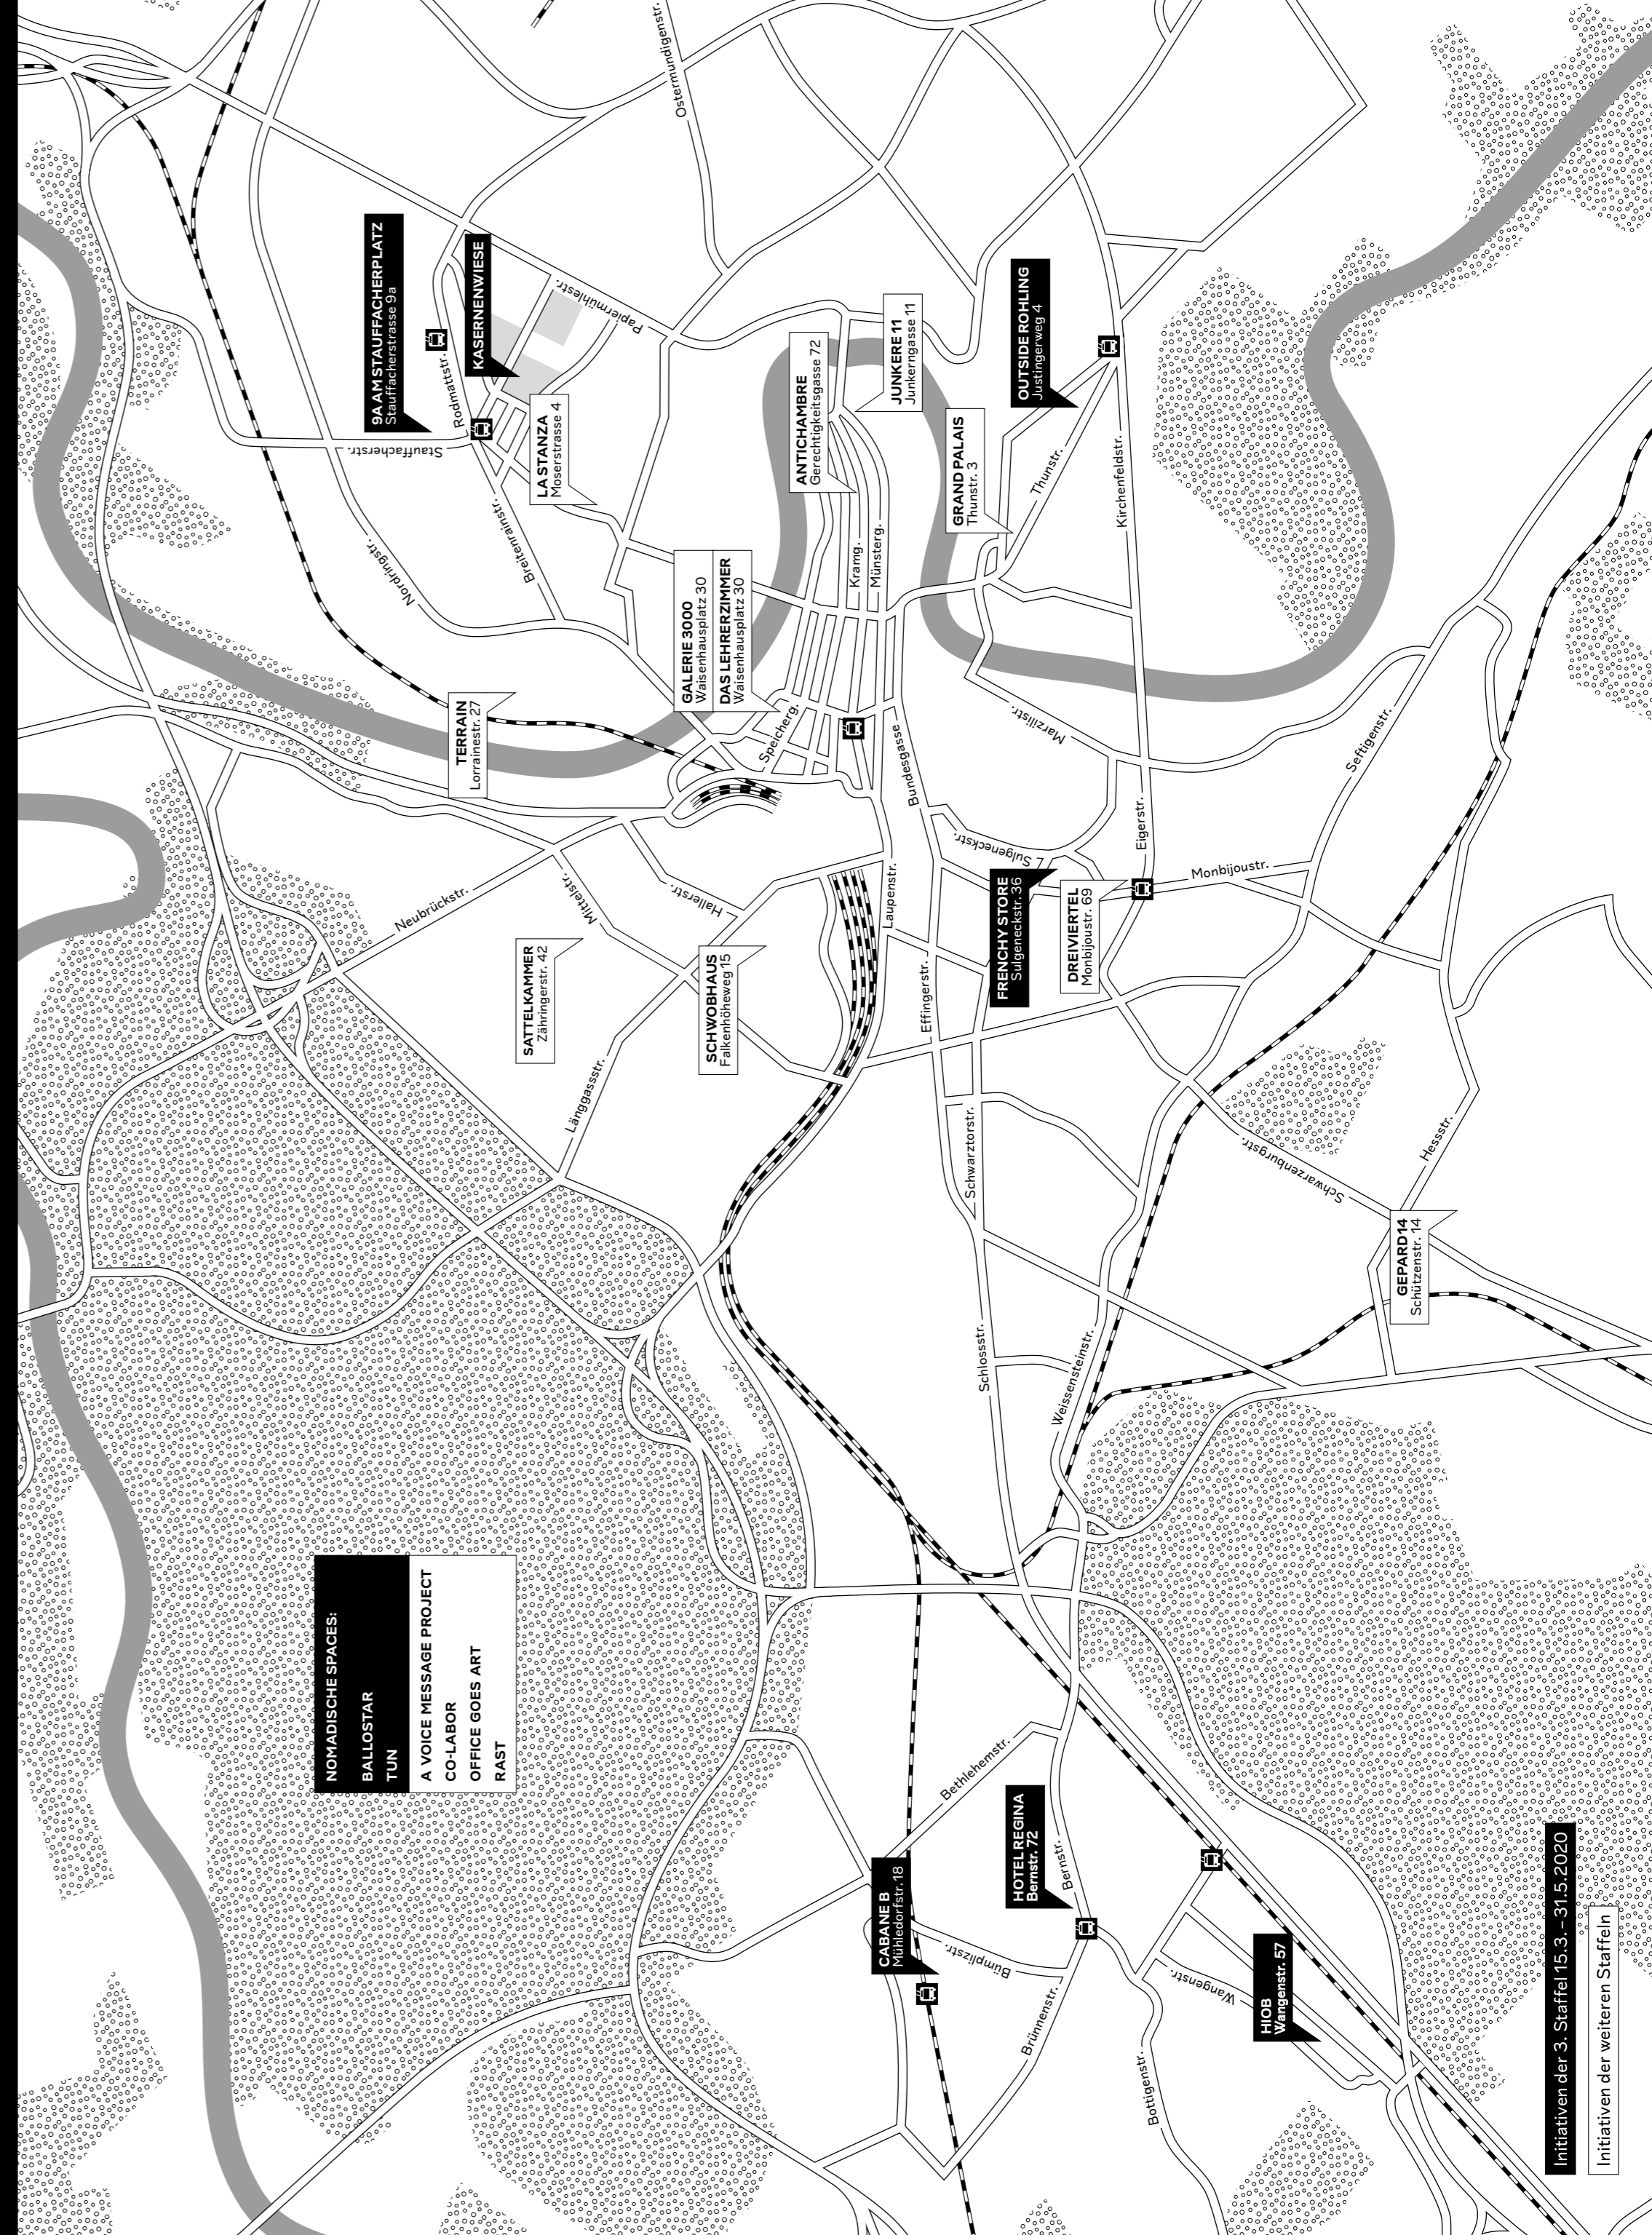 NOMADISCHE SPACES:
BALLOSTAR
TUN
A VOICE MESSAGE PROJECT
CO-LABOR
OFFICE GOES ART
RAST
9A AM STAUFFACHERPLATZ
Stauffacherstrasse 9a
KASERNENWIESE
LA STANZA
Moserstrasse 4
TERRAIN
Lorrainestr. 27
GALERIE 3000
Waisenhausplatz 30
DAS LEHRERZIMMER
Waisenhausplatz 30
ANTICHAMBRE
Gerechtigkeitsgasse 72
JUNKERE 11
Junkerngasse 11
GRAND PALAIS
Thunstr. 3
OUTSIDE ROHLING
Justingerweg 4
SATTELKAMMER
Zähringerstr. 42
SCHWOBHAUS
Falkenhöheweg 15
FRENCHY STORE
Sulgeneckstr. 36
DREIVIERTEL
Monbijoustr. 69
GEPARD14
Schützenstr. 14
CABANE B
Mühledorfstr. 18
HOTEL REGINA
Bernstr. 72
HIOB
Wangenstr. 57
Ostermundigenstr.
Papiermühlestr.
Rodmattstr.
Stauffacherstr.
Breitenrainstr.
Nordringstr.
Speicherg.
Kramg.
Münsterg.
Thunstr.
Kirchenfeldstr.
Marzilistr.
Bundesgasse
Sulgeneckstr.
Eigerstr.
Monbijoustr.
Seftigenstr.
Neubrückstr.
Mittelstr.
Hallerstr.
Laupenstr.
Effingerstr.
Länggassstr.
Schwarztorstr.
Schwarzenburgstr.
Hessstr.
Schlossstr.
Weissensteinstr.
Bethlehemstr.
Bernstr.
Bümplizstr.
Brünnenstr.
Wangenstr.
Bottigenstr.
Initiativen der 3. Staffel 15.3. – 31.5.2020
Initiativen der weiteren Staffeln